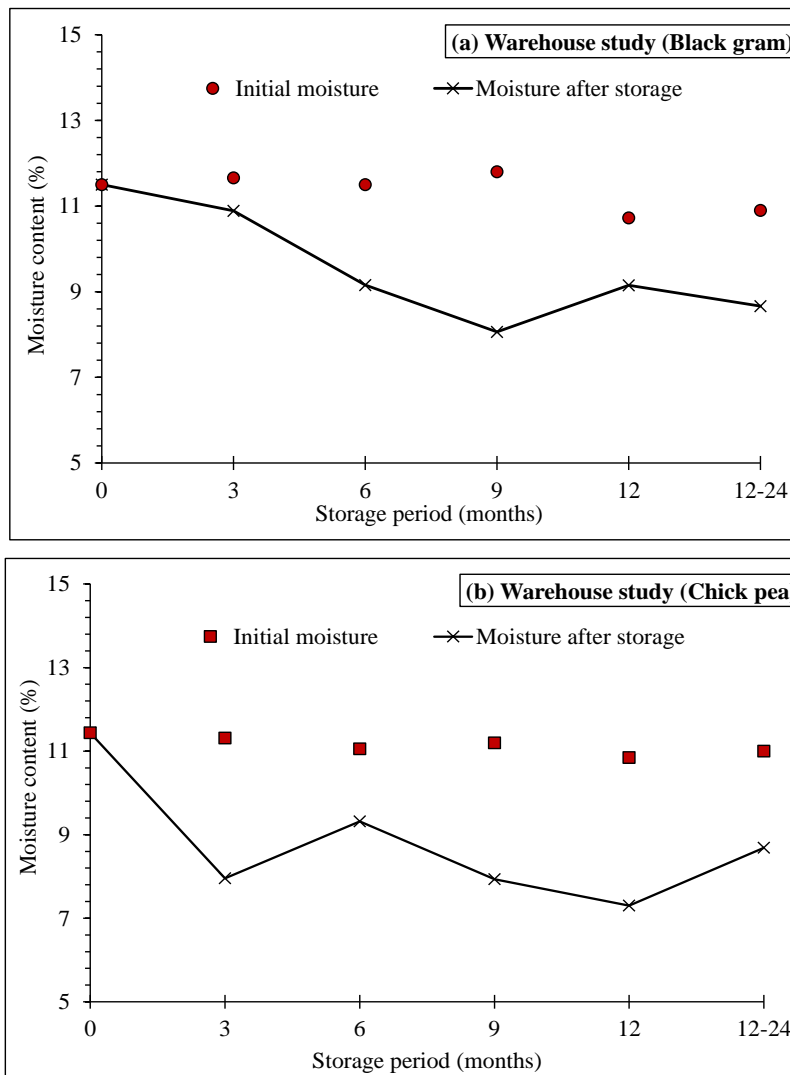 (a) Warehouse study (Black gram)
Initial moisture
Moisture after storage
Moisture content (%)
15
13
11
9
7
5
0 3 6 9 12 12-24
Storage period (months)
(b) Warehouse study (Chick pea
Initial moisture
Moisture after storage
Moisture content (%)
15
13
11
9
7
5
0 3 6 9 12 12-24
Storage period (months)